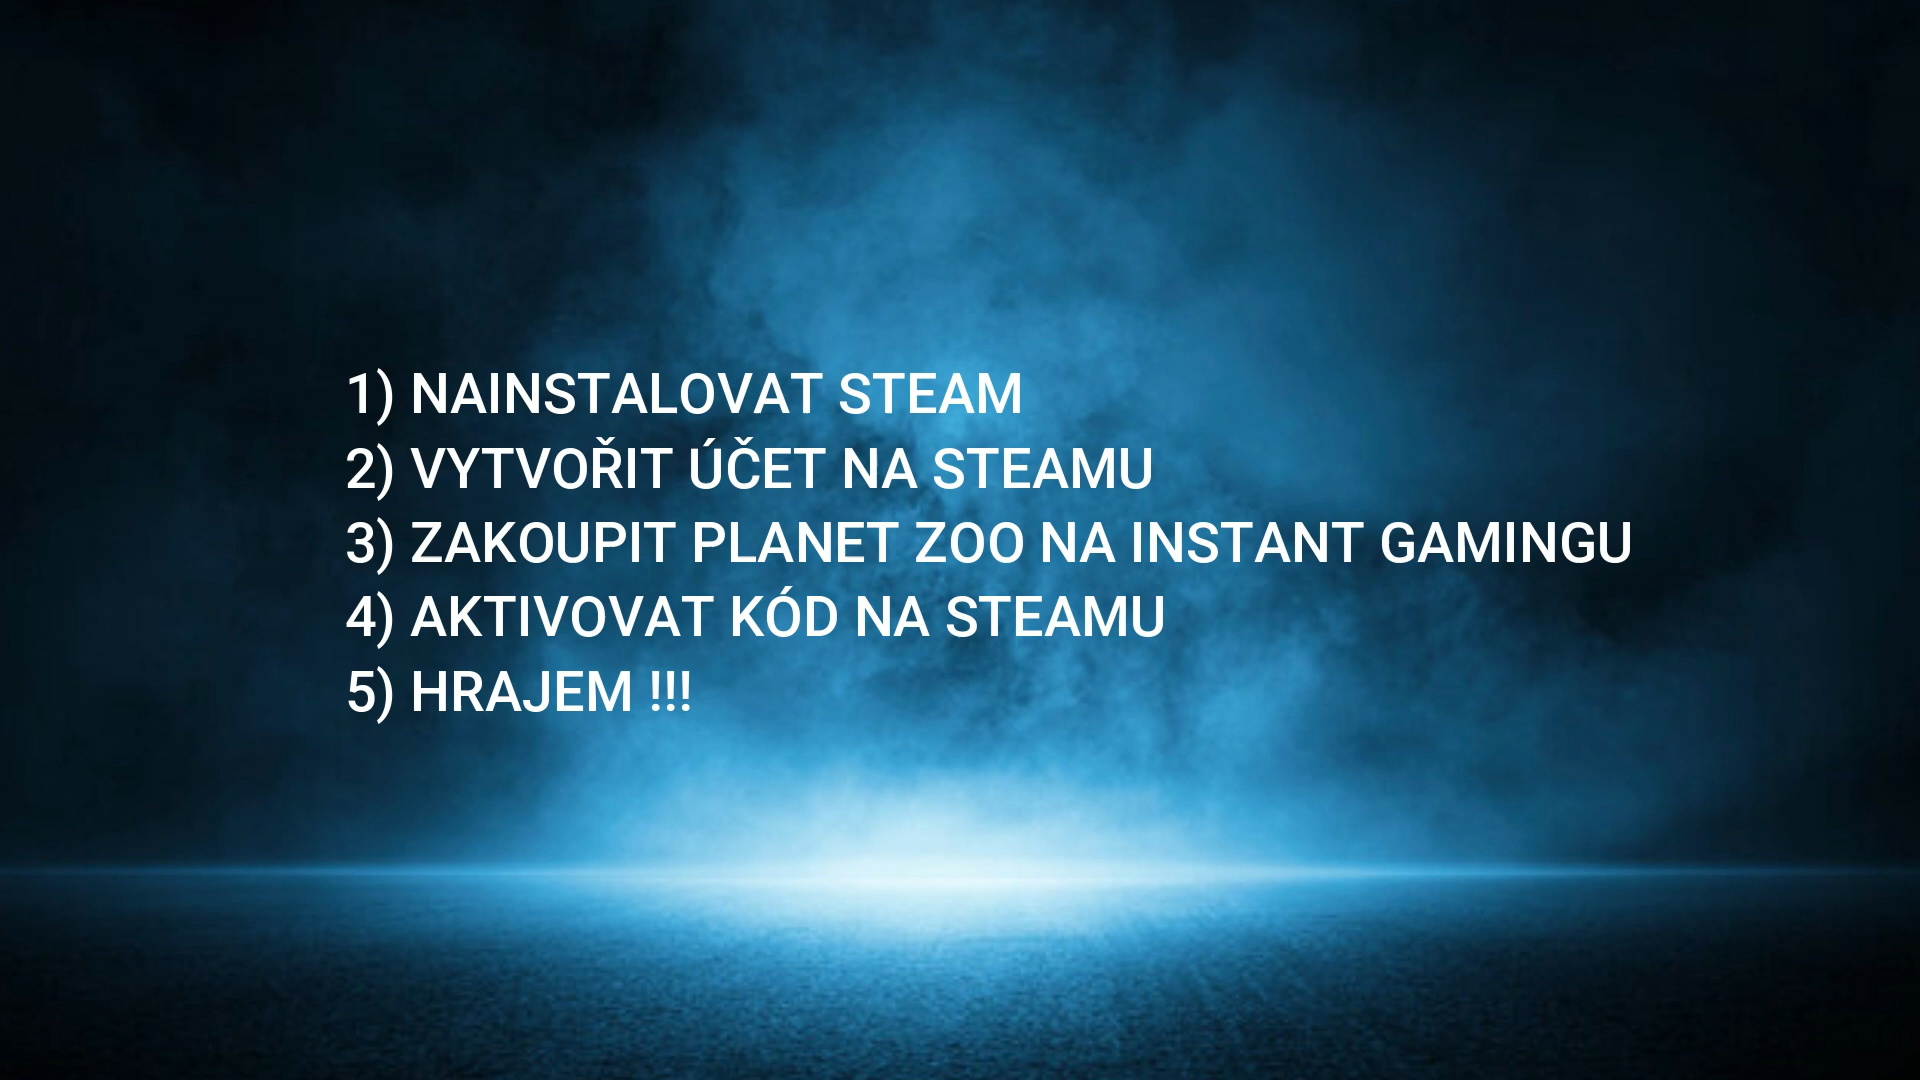 1) NAINSTALOVAT STEAM
2) VYTVOŘIT ÚČET NA STEAMU
3) ZAKOUPIT PLANET ZOO NA INSTANT GAMINGU
4) AKTIVOVAT KÓD NA STEAMU
5) HRAJEM !!!